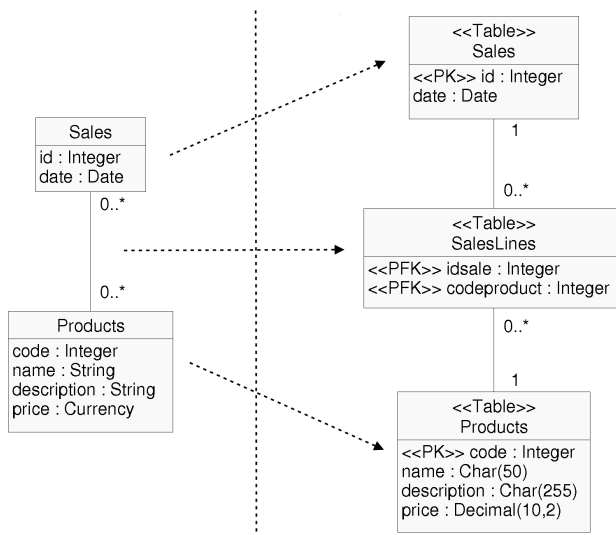 Sales
id : Integer
date : Date
0..*
0..*
Products
code : Integer
name : String
description : String
price : Currency
<<Table>>
Sales
<<PK>> id : Integer
date : Date
1
0..*
<<Table>>
SalesLines
<<PFK>> idsale : Integer
<<PFK>> codeproduct : Integer
0..*
1
<<Table>>
Products
<<PK>> code : Integer
name : Char(50)
description : Char(255)
price : Decimal(10,2)